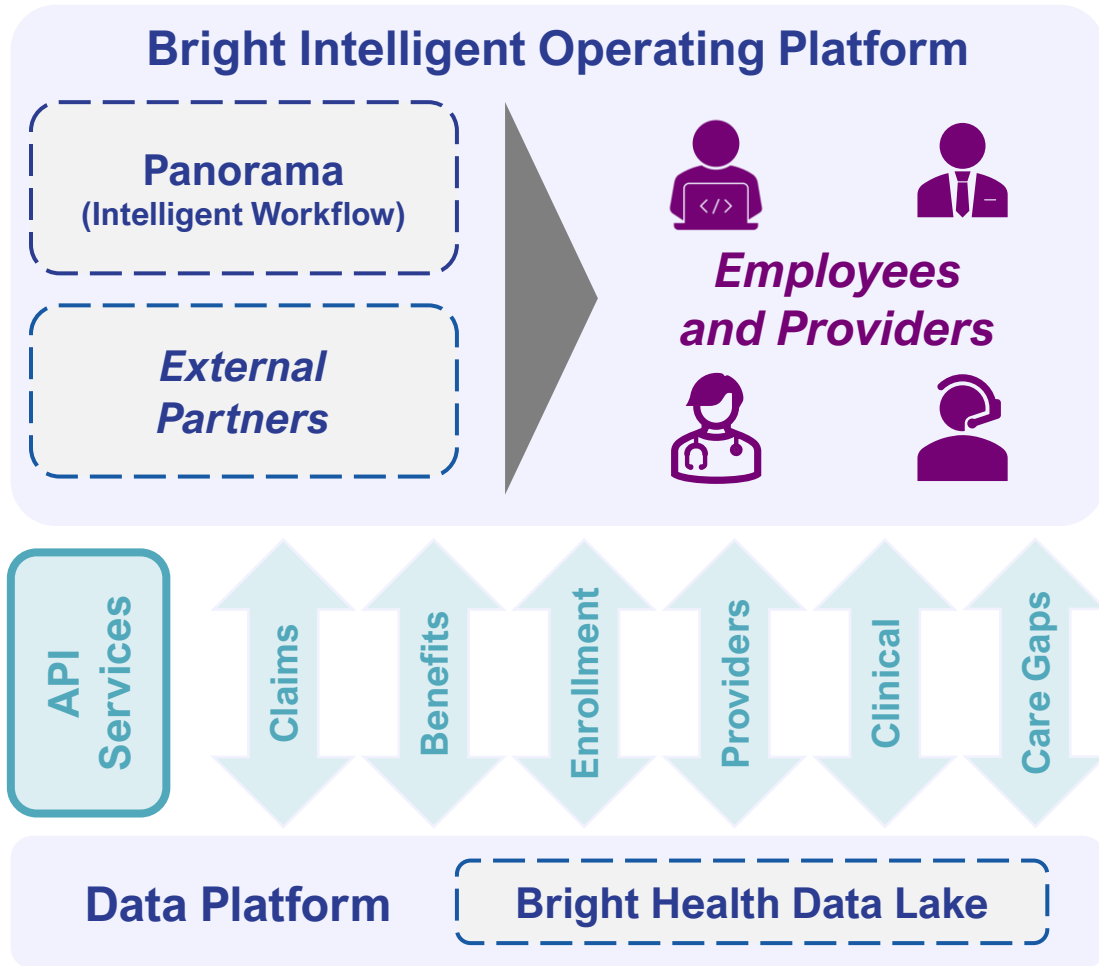 Bright Intelligent Operating Platform
Panorama
(Intelligent Workflow)
External
Partners
</>
Employees
and Providers
API
Services
Claims
Benefits
Enrollment
Providers
Clinical
Care Gaps
Data Platform
Bright Health Data Lake